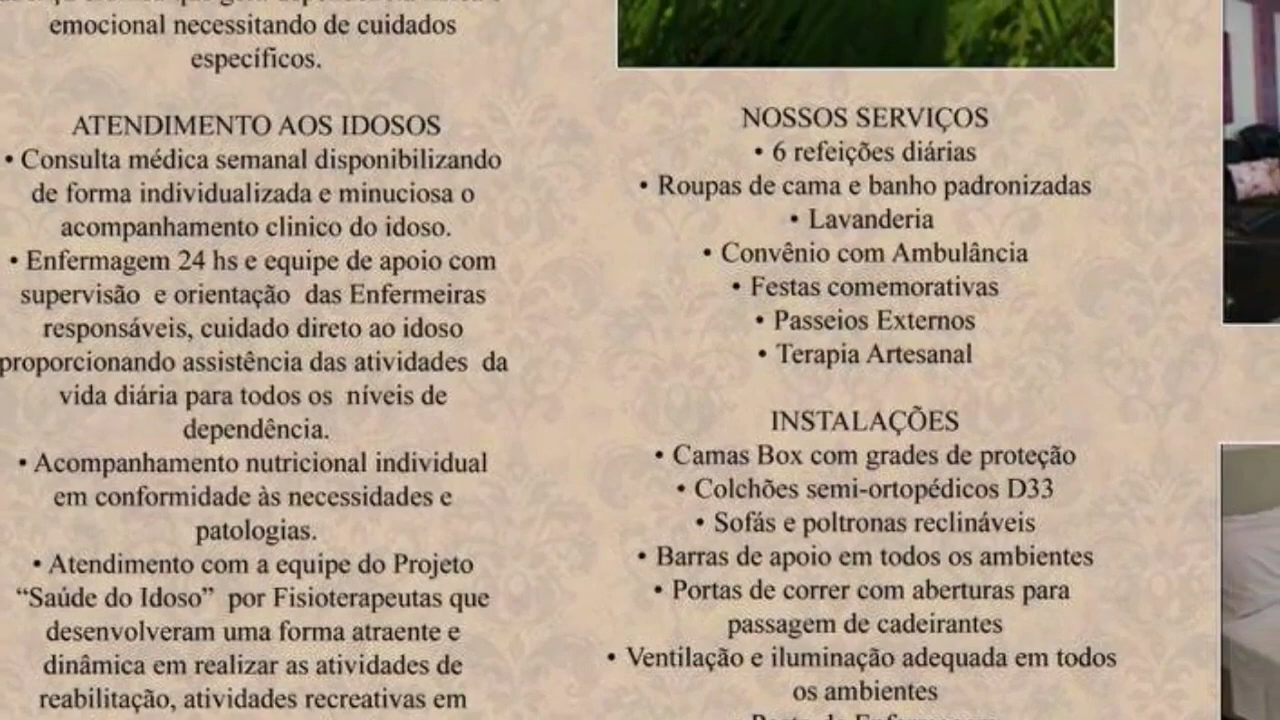 emocional necessitando de cuidados
específicos.
ATENDIMENTO AOS IDOSOS
• Consulta médica semanal disponibilizando
de forma individualizada e minuciosa o
acompanhamento clinico do idoso.
• Enfermagem 24 hs e equipe de apoio com
supervisão e orientação das Enfermeiras
responsáveis, cuidado direto ao idoso
proporcionando assistência das atividades da
vida diária para todos os níveis de
dependência.
• Acompanhamento nutricional individual
em conformidade às necessidades e
patologias.
• Atendimento com a equipe do Projeto
“Saúde do Idoso” por Fisioterapeutas que
desenvolveram uma forma atraente e
dinâmica em realizar as atividades de
reabilitação, atividades recreativas em
NOSSOS SERVIÇOS
• 6 refeições diárias
• Roupas de cama e banho padronizadas
• Lavanderia
• Convênio com Ambulância
• Festas comemorativas
• Passeios Externos
• Terapia Artesanal
INSTALAÇÕES
• Camas Box com grades de proteção
• Colchões semi-ortopédicos D33
• Sofás e poltronas reclináveis
• Barras de apoio em todos os ambientes
• Portas de correr com aberturas para
passagem de cadeirantes
• Ventilação e iluminação adequada em todos
os ambientes